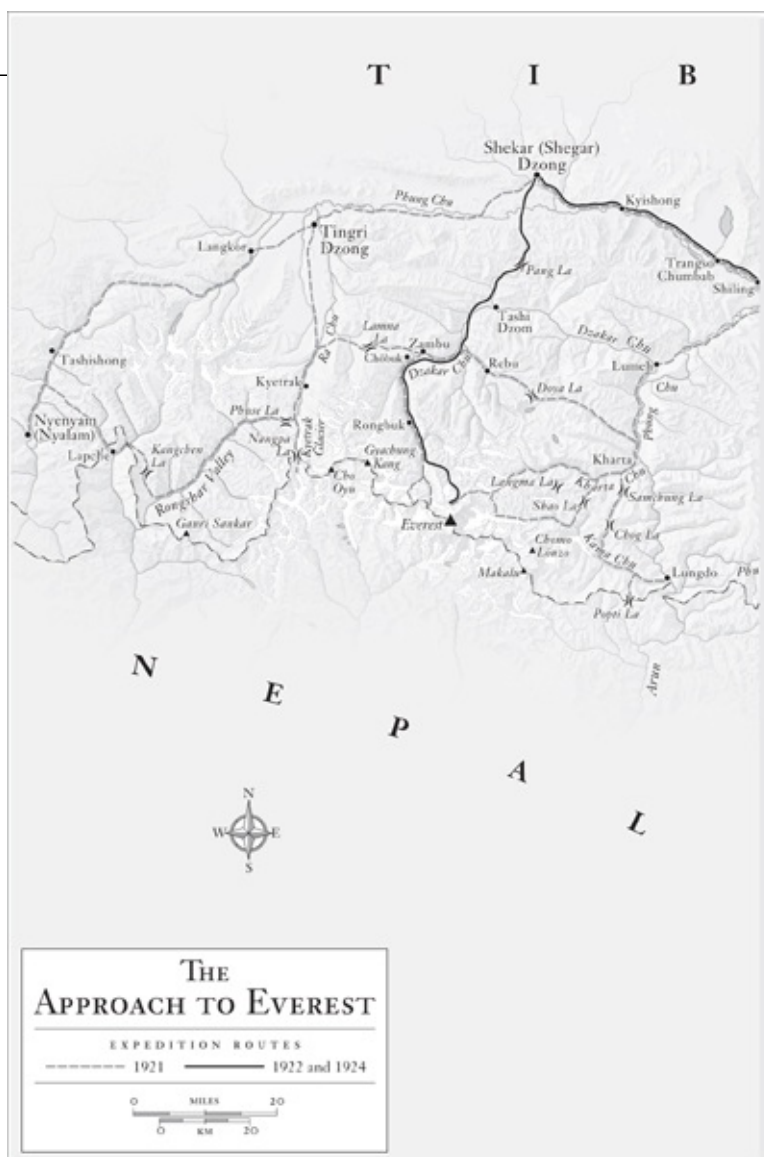 T I B
Shekar (Shegar)
Dzong
Phung Chu
Kyishong
Tingri
Dzong
Langkor
Trangso
Chumbab
Shiling
Pang La
Tashi
Dzom
Ra Chu
Lamna
La
Zambu
Chöbuk
Dzakar Chu
Dzakar Chu
Lumeh
Tashishong
Rebu
Kyetrak
Doya La
Phung Chu
Nyenyam
(Nyalam)
Phuse La
Rongbuk
Lapche
Kangchen
La
Nangpa
La
Kyetrak
Glacier
Gyachung
Kang
Cho
Oyu
Kharta
Rongshar Valley
Langma La
Kharta Chu
Samchung La
Shao La
Gauri Sankar
Everest
Chog La
Chomo
Lonzo
Kama Chu
Makalu
Lungdo
Popti La
Arun
N E P A L
N
W E
S
THE
APPROACH TO EVEREST
EXPEDITION ROUTES
1921 1922 and 1924
0 MILES 20
0 KM 20